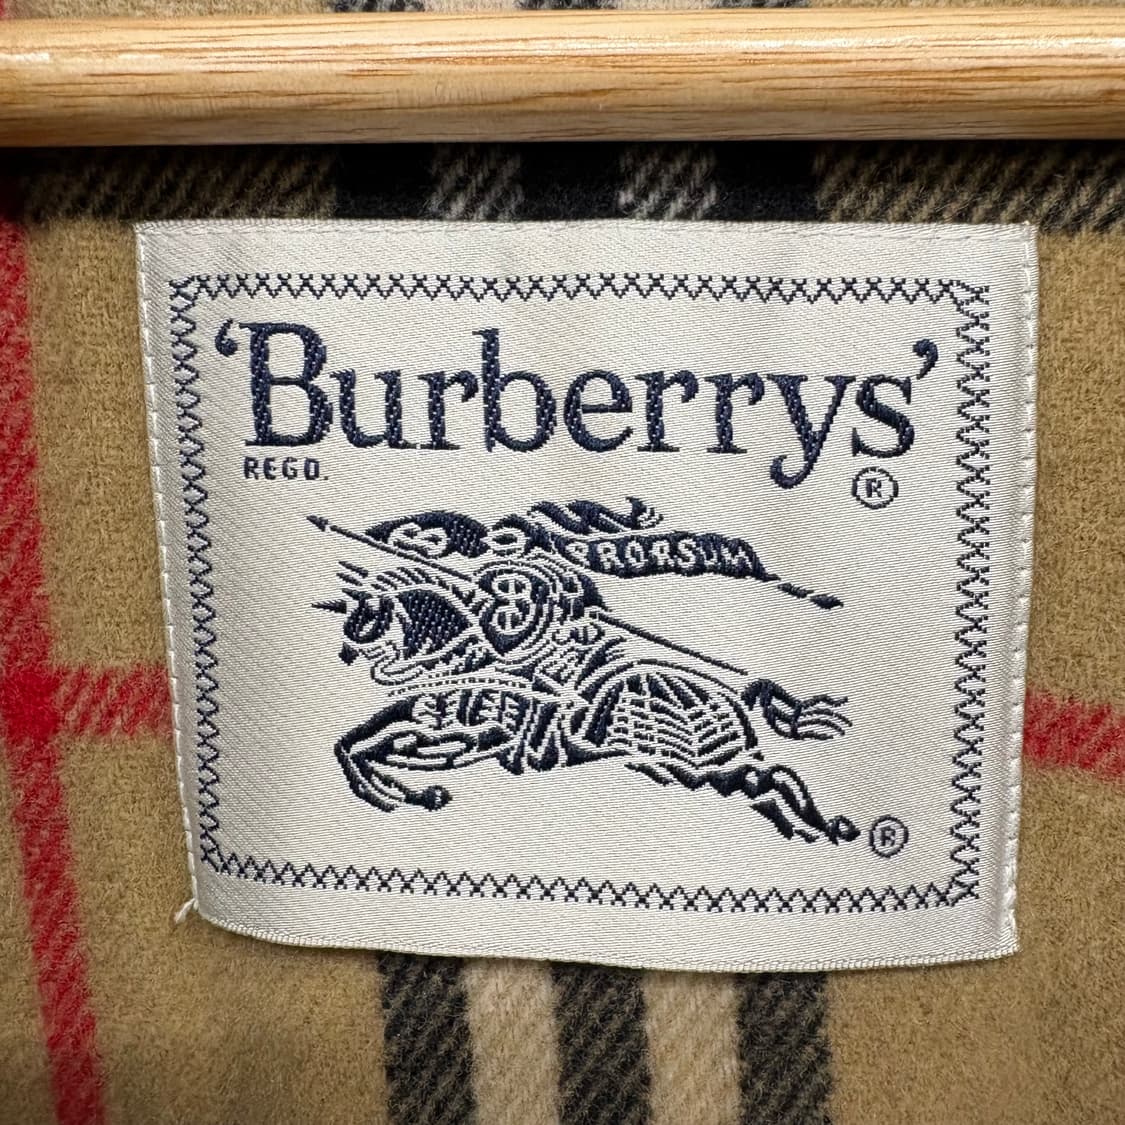 ‘Burberrys’
REGD.
®
PRORSUM
B
®